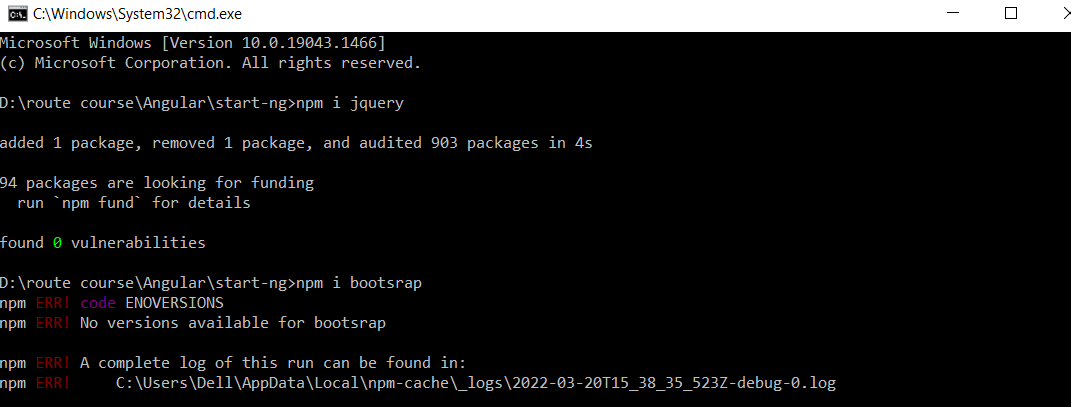 C:\Windows\System32\cmd.exe
Microsoft Windows [Version 10.0.19043.1466]
(c) Microsoft Corporation. All rights reserved.
D:\route course\Angular\start-ng>npm i jquery
added 1 package, removed 1 package, and audited 903 packages in 4s
94 packages are looking for funding
run `npm fund` for details
found 0 vulnerabilities
D:\route course\Angular\start-ng>npm i bootsrap
npm ERR! code ENOVERSIONS
npm ERR! No versions available for bootsrap
npm ERR! A complete log of this run can be found in:
npm ERR!     C:\Users\Dell\AppData\Local\npm-cache\_logs\2022-03-20T15_38_35_523Z-debug-0.log